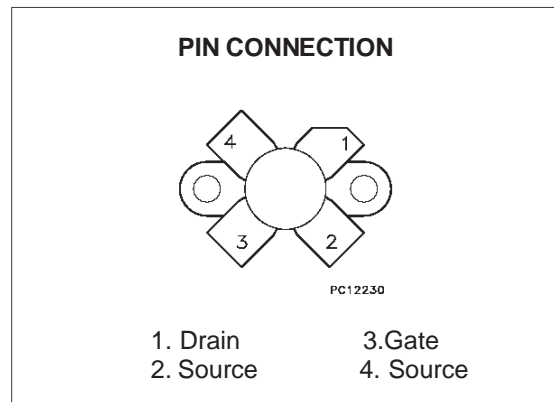 PIN CONNECTION
4
1
3
2
PC12230
1. Drain 3.Gate
2. Source 4. Source